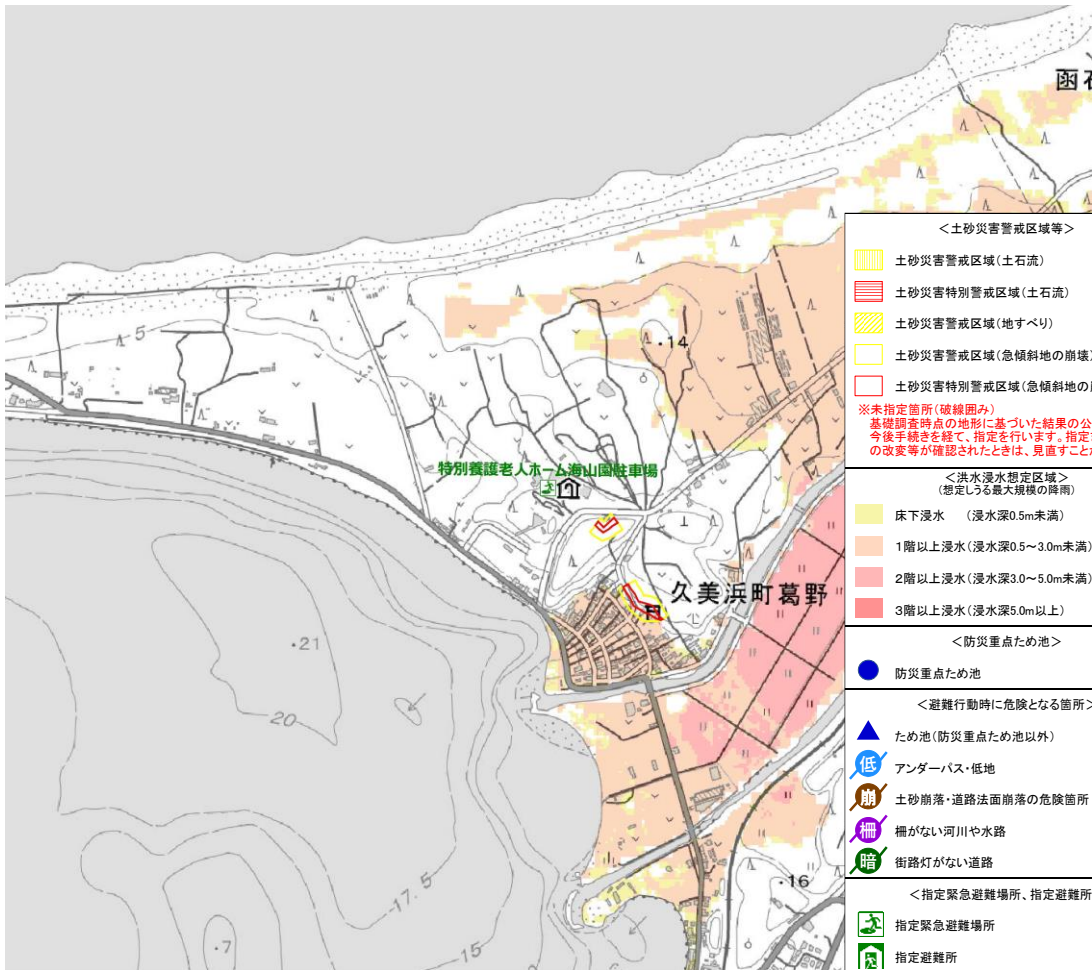 函石
10
5
14
特別養護老人ホーム海山園駐車場
久美浜町葛野
21
20
17.5
16
15
7
＜土砂災害警戒区域等＞
土砂災害警戒区域(土石流)
土砂災害特別警戒区域(土石流)
土砂災害警戒区域(地すべり)
土砂災害警戒区域(急傾斜地の崩壊)
土砂災害特別警戒区域(急傾斜地の
※未指定箇所(破線囲み)
基礎調査時点の地形に基づいた結果の公
今後手続きを経て、指定を行います。指定
の改変等が確認されたときは、見直すことが
＜洪水浸水想定区域＞
(想定しうる最大規模の降雨)
床下浸水 (浸水深0.5m未満)
1階以上浸水(浸水深0.5～3.0m未満)
2階以上浸水(浸水深3.0～5.0m未満)
3階以上浸水(浸水深5.0m以上)
＜防災重点ため池＞
防災重点ため池
＜避難行動時に危険となる箇所＞
ため池(防災重点ため池以外)
低 アンダーパス・低地
崩 土砂崩落・道路法面崩落の危険箇所
柵 柵がない河川や水路
暗 街路灯がない道路
＜指定緊急避難場所、指定避難所
指定緊急避難場所
指定避難所